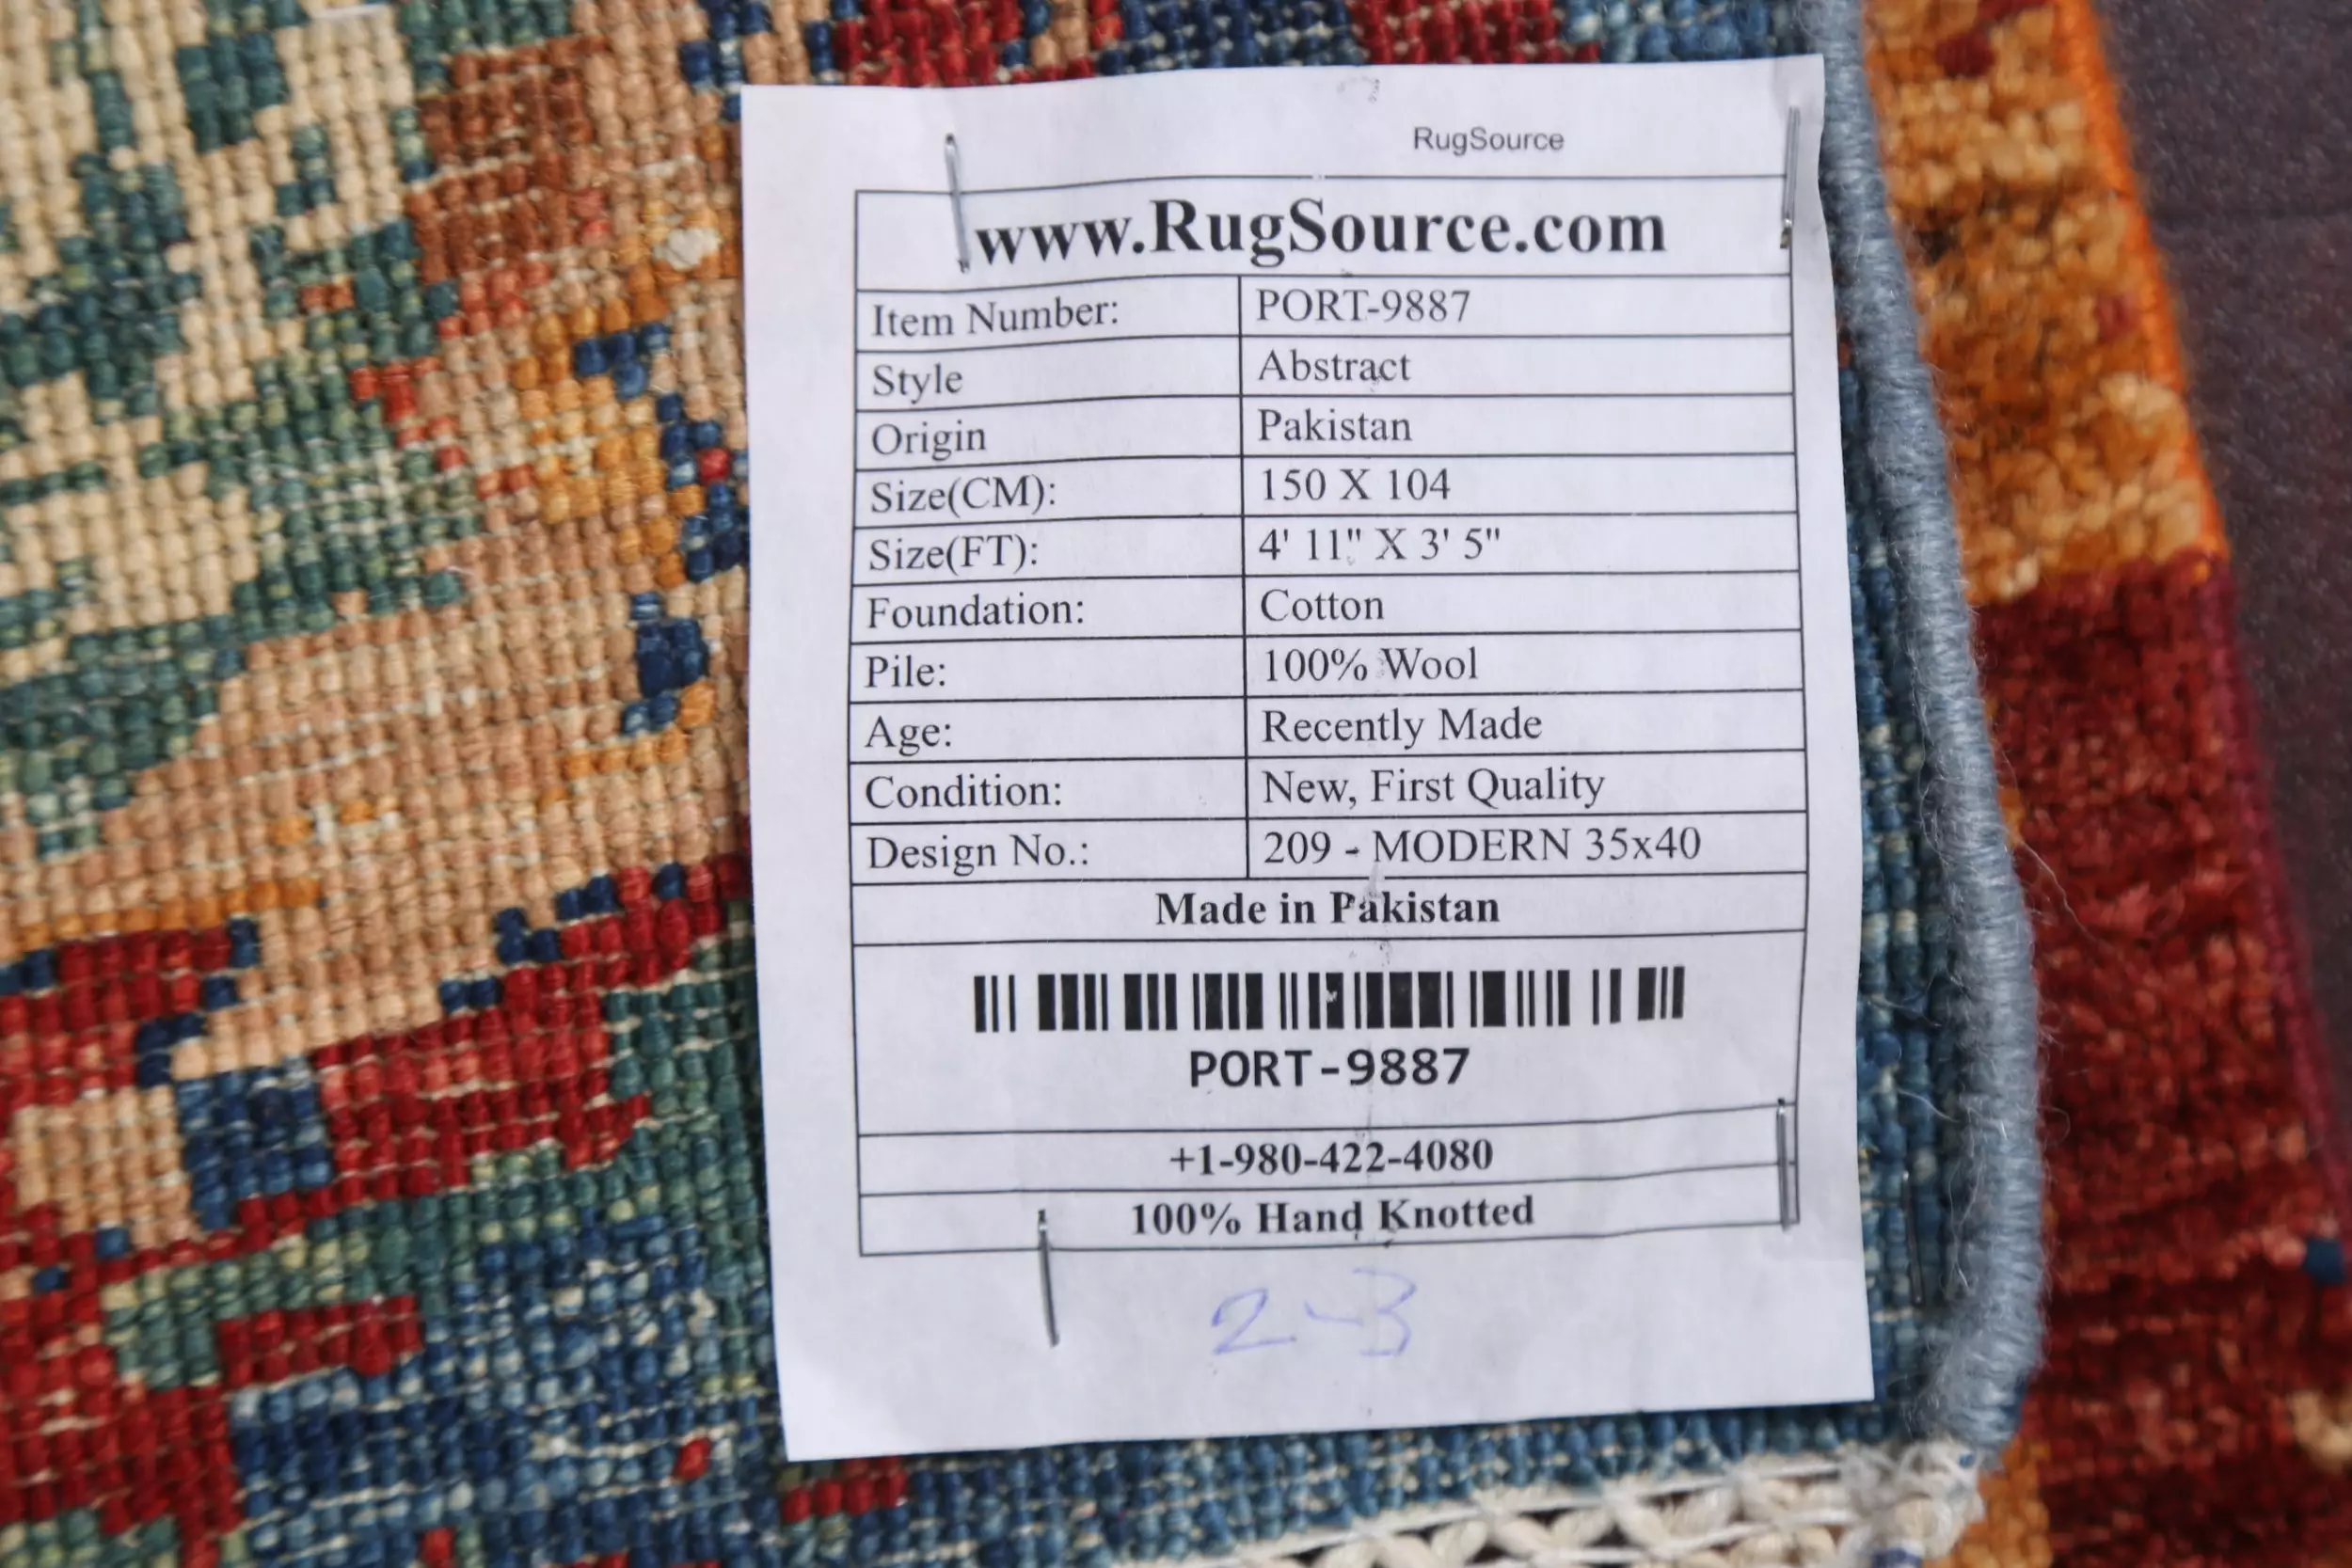 RugSource
www.RugSource.com
Item Number: PORT-9887
Style Abstract
Origin Pakistan
Size(CM): 150 X 104
Size(FT): 4' 11" X 3' 5"
Foundation: Cotton
Pile: 100% Wool
Age: Recently Made
Condition: New, First Quality
Design No.: 209 - MODERN 35x40
Made in Pakistan
PORT-9887
+1-980-422-4080
100% Hand Knotted
2-3